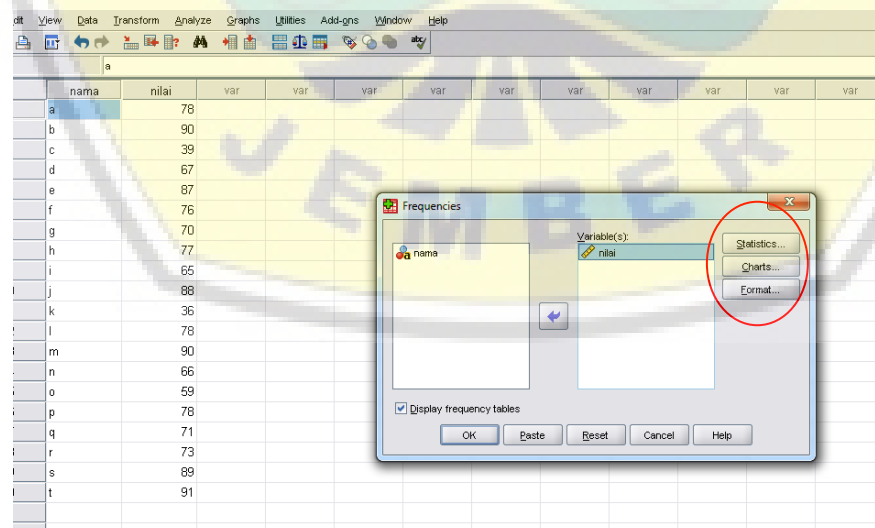 dit View Data Transform Analyze Graphs Utilities Add-ons Window Help
a
nama nilai var var var var var var var var var
a 78
b 90
c 39
d 67
e 87
f 76
g 70
h 77
i 65
j 88
k 36
l 78
m 90
n 66
o 59
p 78
q 71
r 73
s 89
t 91
JEMBER
Frequencies
Variable(s):
nama
nilai
Statistics...
Charts...
Format...
Display frequency tables
OK Paste Reset Cancel Help